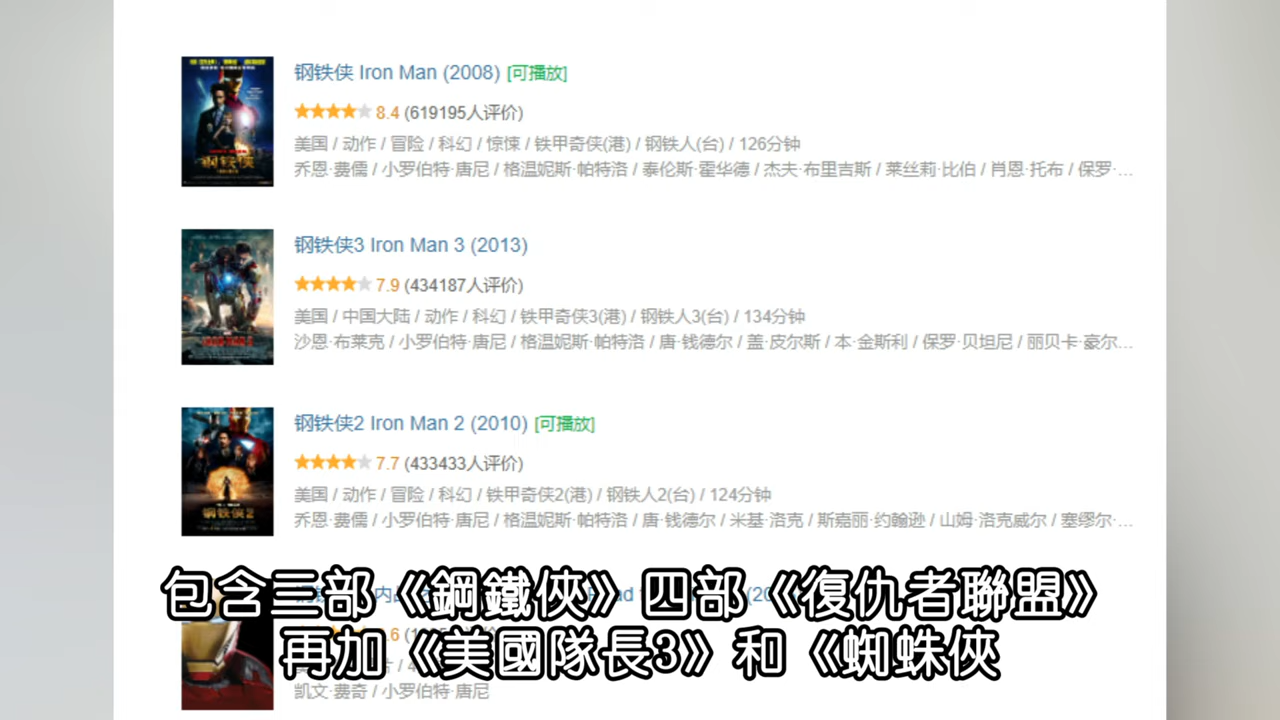 钢铁侠 Iron Man (2008) [可播放]
8.4 (619195人评价)
美国 / 动作 / 冒险 / 科幻 / 惊悚 / 铁甲奇侠(港) / 钢铁人(台) / 126分钟
乔恩·费儒 / 小罗伯特·唐尼 / 格温妮斯·帕特洛 / 泰伦斯·霍华德 / 杰夫·布里吉斯 / 莱丝莉·比伯 / 肖恩·托布 / 保罗·...
钢铁侠3 Iron Man 3 (2013)
7.9 (434187人评价)
美国 / 中国大陆 / 动作 / 科幻 / 铁甲奇侠3(港) / 钢铁人3(台) / 134分钟
沙恩·布莱克 / 小罗伯特·唐尼 / 格温妮斯·帕特洛 / 唐·钱德尔 / 盖·皮尔斯 / 本·金斯利 / 保罗·贝坦尼 / 丽贝卡·豪尔...
钢铁侠2 Iron Man 2 (2010) [可播放]
7.7 (433433人评价)
美国 / 动作 / 冒险 / 科幻 / 铁甲奇侠2(港) / 钢铁人2(台) / 124分钟
乔恩·费儒 / 小罗伯特·唐尼 / 格温妮斯·帕特洛 / 唐·钱德尔 / 米基·洛克 / 斯嘉丽·约翰逊 / 山姆·洛克威尔 / 塞缪尔·...
包含三部《鋼鐵俠》四部《復仇者聯盟》
再加《美國隊長3》和《蜘蛛俠
凯文·费奇 / 小罗伯特·唐尼